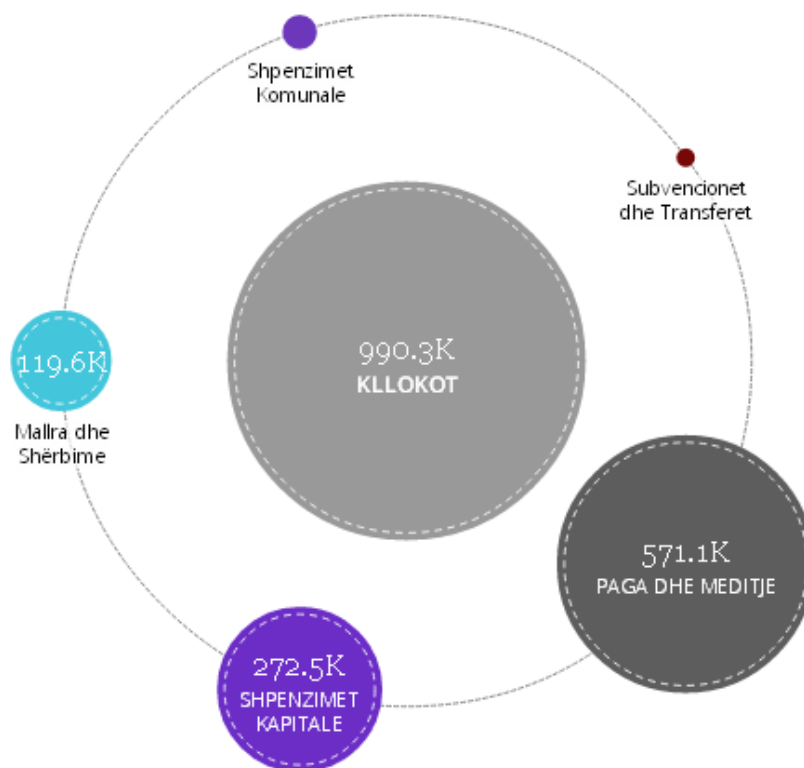 Shpenzimet
Komunale
Subvencionet
dhe Transferet
990.3K
KLLOKOT
119.6K
Mallra dhe
Shërbime
571.1K
PAGA DHE MEDITJE
272.5K
SHPENZIMET
KAPITALE